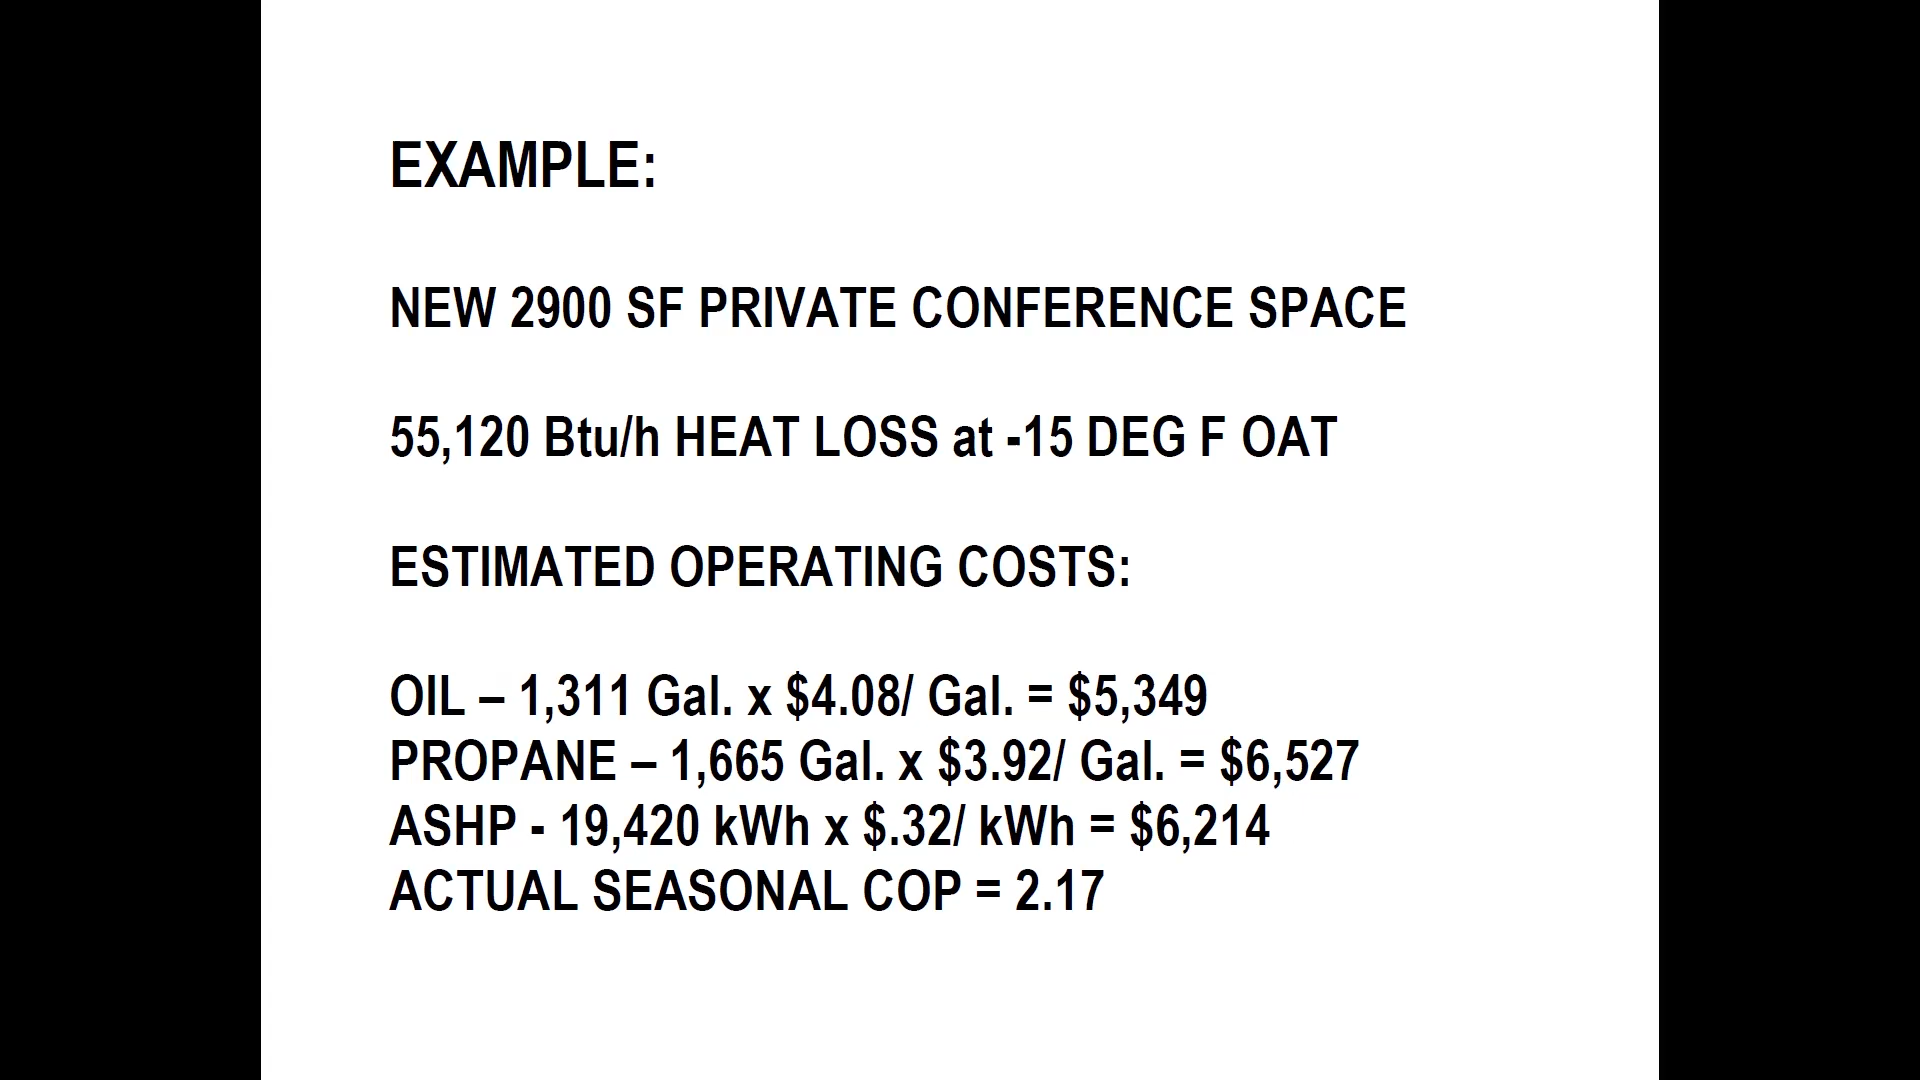 EXAMPLE:
NEW 2900 SF PRIVATE CONFERENCE SPACE
55,120 Btu/h HEAT LOSS at -15 DEG F OAT
ESTIMATED OPERATING COSTS:
OIL – 1,311 Gal. x $4.08/ Gal. = $5,349
PROPANE – 1,665 Gal. x $3.92/ Gal. = $6,527
ASHP - 19,420 kWh x $.32/ kWh = $6,214
ACTUAL SEASONAL COP = 2.17